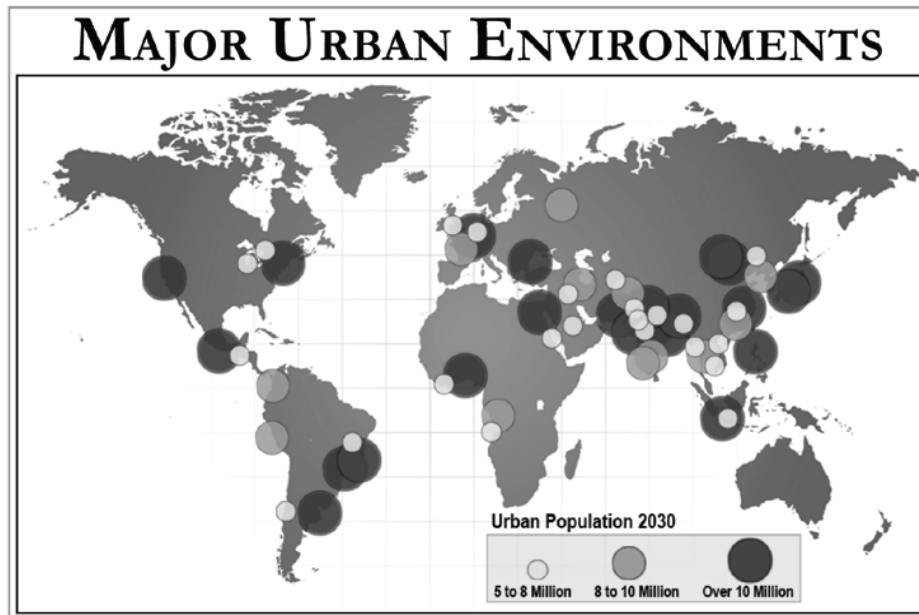 MAJOR URBAN ENVIRONMENTS
Urban Population 2030
5 to 8 Million 8 to 10 Million Over 10 Million